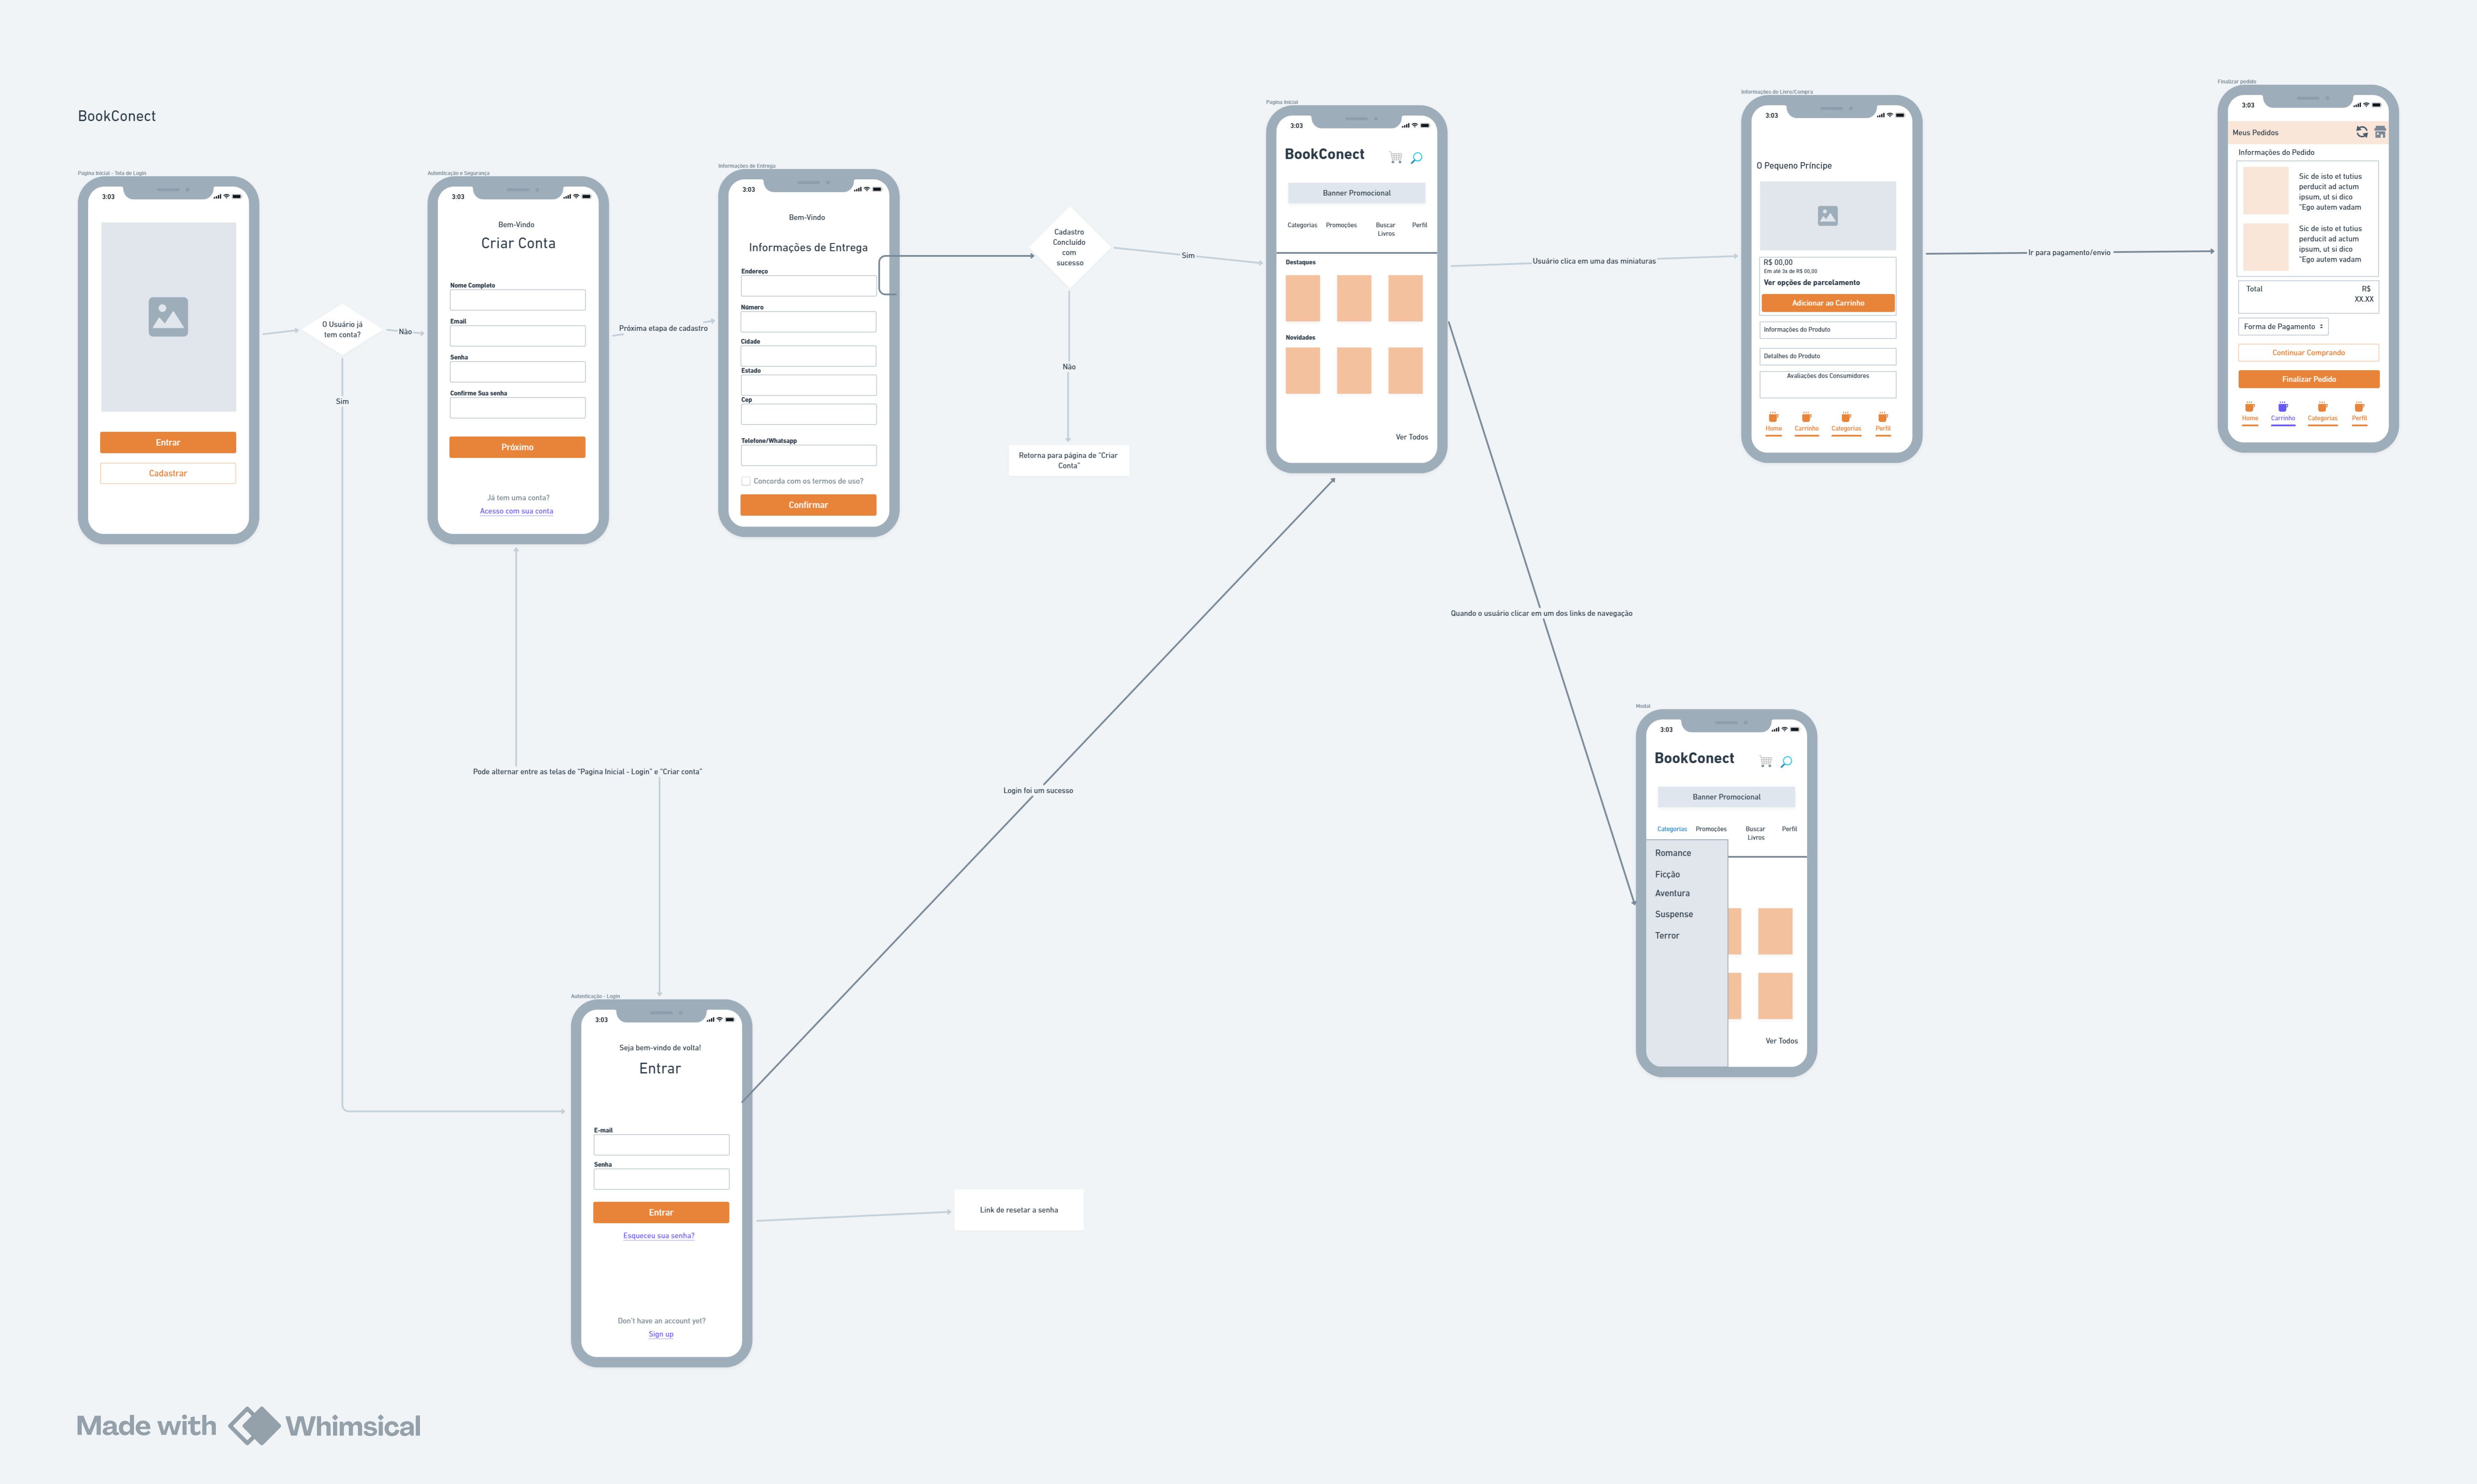 BookConect
Pagina Inicial - Tela de Login
3:03
Entrar
Cadastrar
O Usuário já
tem conta?
Não
Sim
Autenticação e Segurança
3:03
Bem-Vindo
Criar Conta
Nome Completo
Email
Senha
Confirme Sua senha
Próximo
Já tem uma conta?
Acesso com sua conta
Próxima etapa de cadastro
Informações de Entrega
3:03
Bem-Vindo
Informações de Entrega
Endereço
Número
Cidade
Estado
Cep
Telefone/Whatsapp
Concorda com os termos de uso?
Confirmar
Cadastro
Concluído
com
sucesso
Sim
Não
Retorna para página de "Criar
Conta"
Pagina Inicial
3:03
BookConect
Banner Promocional
Categorias
Promoções
Buscar
Livros
Perfil
Destaques
Novidades
Ver Todos
Usuário clica em uma das miniaturas
Informações do Livro/Compra
3:03
O Pequeno Príncipe
R$ 00,00
Em até 3x de R$ 00,00
Ver opções de parcelamento
Adicionar ao Carrinho
Informações do Produto
Detalhes do Produto
Avaliações dos Consumidores
Home
Carrinho
Categorias
Perfil
Ir para pagamento/envio
Finalizar pedido
3:03
Meus Pedidos
Informações do Pedido
Sic de isto et tutius
perducit ad actum
ipsum, ut si dico
"Ego autem vadam
Sic de isto et tutius
perducit ad actum
ipsum, ut si dico
"Ego autem vadam
Total
R$
XX.XX
Forma de Pagamento
Continuar Comprando
Finalizar Pedido
Home
Carrinho
Categorias
Perfil
Quando o usuário clicar em um dos links de navegação
Modal
3:03
BookConect
Banner Promocional
Categorias
Promoções
Buscar
Livros
Perfil
Romance
Ficção
Aventura
Suspense
Terror
Ver Todos
Pode alternar entre as telas de "Pagina Inicial - Login" e "Criar conta"
Login foi um sucesso
Autenticação - Login
3:03
Seja bem-vindo de volta!
Entrar
E-mail
Senha
Entrar
Esqueceu sua senha?
Don't have an account yet?
Sign up
Link de resetar a senha
Made with Whimsical